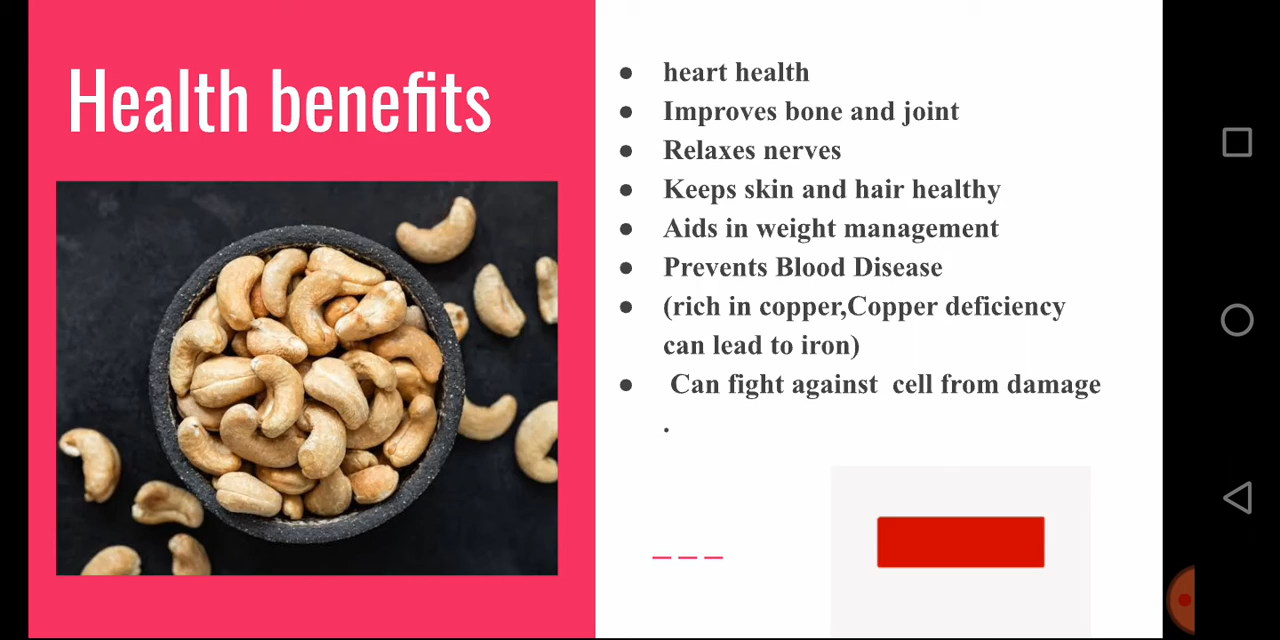 Health benefits
● heart health
● Improves bone and joint
● Relaxes nerves
● Keeps skin and hair healthy
● Aids in weight management
● Prevents Blood Disease
● (rich in copper,Copper deficiency
can lead to iron)
● Can fight against cell from damage
.